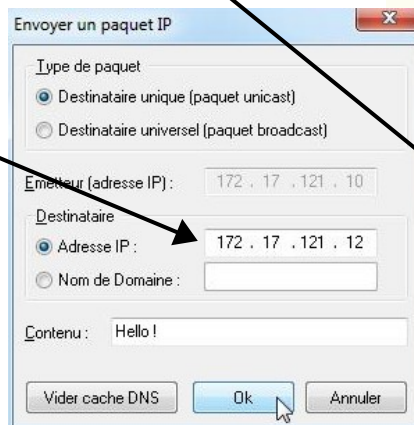 Envoyer un paquet IP
Type de paquet
Destinataire unique (paquet unicast)
Destinataire universel (paquet broadcast)
Emetteur (adresse IP) : 172 . 17 . 121 . 10
Destinataire
Adresse IP : 172 . 17 . 121 . 12
Nom de Domaine :
Contenu : Hello !
Vider cache DNS Ok Annuler